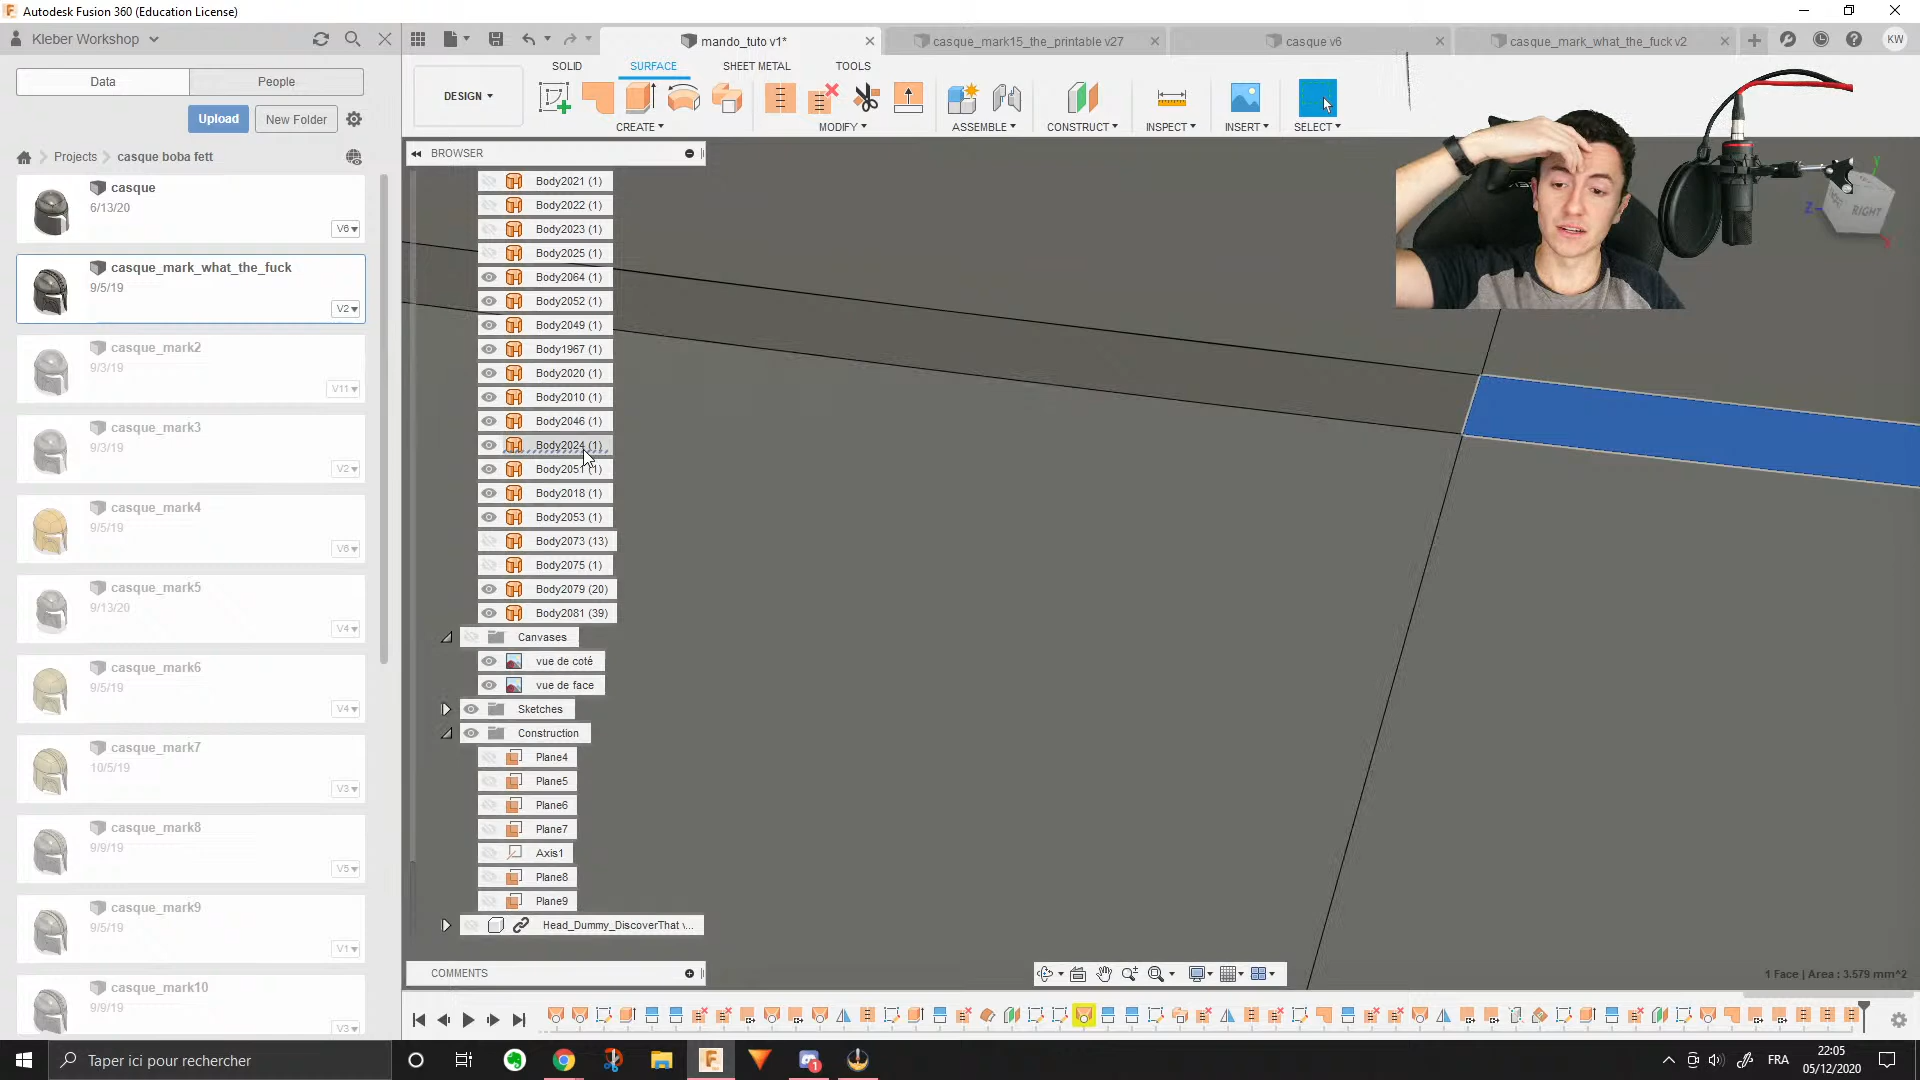 Autodesk Fusion 360 (Education License)
Kleber Workshop
mando_tuto v1*
casque_mark15_the_printable v27
casque v6
casque_mark_what_the_fuck v2
KW
Data
People
Upload
New Folder
Projects
casque boba fett
SOLID
SURFACE
SHEET METAL
TOOLS
DESIGN
CREATE
MODIFY
ASSEMBLE
CONSTRUCT
INSPECT
INSERT
SELECT
casque
6/13/20
V6
casque_mark_what_the_fuck
9/5/19
V2
casque_mark2
9/3/19
V11
casque_mark3
9/3/19
V2
casque_mark4
9/5/19
V6
casque_mark5
9/13/20
V4
casque_mark6
9/5/19
V4
casque_mark7
10/5/19
V3
casque_mark8
9/9/19
V5
casque_mark9
9/5/19
V1
casque_mark10
9/9/19
V3
BROWSER
Body2021 (1)
Body2022 (1)
Body2023 (1)
Body2025 (1)
Body2064 (1)
Body2052 (1)
Body2049 (1)
Body1967 (1)
Body2020 (1)
Body2010 (1)
Body2046 (1)
Body2024 (1)
Body2051 (1)
Body2018 (1)
Body2053 (1)
Body2073 (13)
Body2075 (1)
Body2079 (20)
Body2081 (39)
Canvases
vue de coté
vue de face
Sketches
Construction
Plane4
Plane5
Plane6
Plane7
Axis1
Plane8
Plane9
Head_Dummy_DiscoverThat v...
COMMENTS
Y
Z
RIGHT
X
1 Face | Area : 3.579 mm^2
Taper ici pour rechercher
1
FRA
22:05
05/12/2020